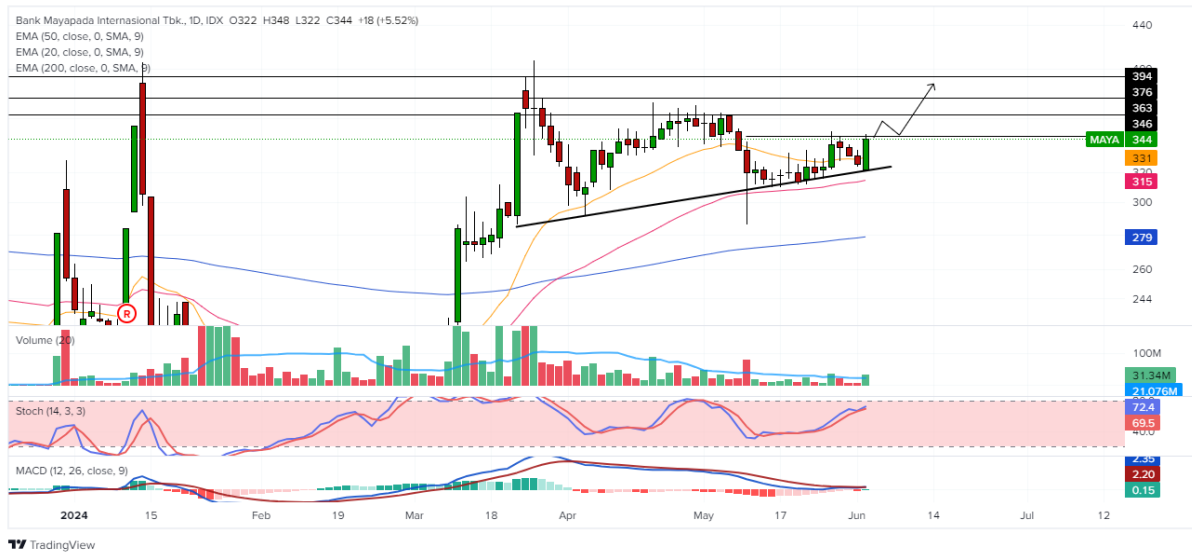 Bank Mayapada Internasional Tbk., 1D, IDX O322 H348 L322 C344 +18 (+5.52%)
EMA (50, close, 0, SMA, 9)
EMA (20, close, 0, SMA, 9)
EMA (200, close, 0, SMA, 9)
440
394
376
363
346
MAYA 344
331
315
300
279
260
244
R
Volume (20)
100M
31.34M
21.076M
Stoch (14, 3, 3)
72.4
69.5
40.0
MACD (12, 26, close, 9)
2.35
2.20
0.15
2024 15 Feb 19 Mar 18 Apr May 17 Jun 14 Jul 12
TradingView